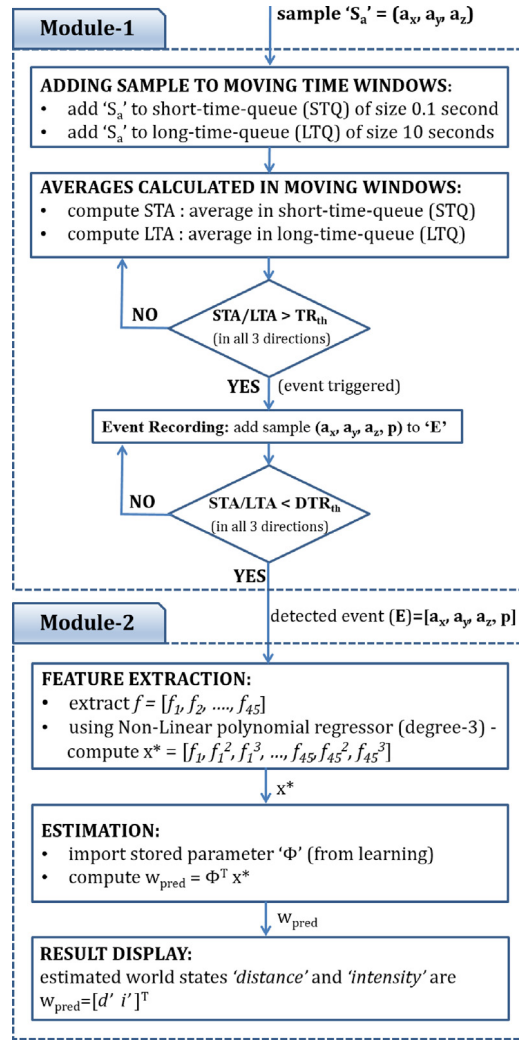 sample ‘Sa’ = (ax, ay, az)
Module-1
ADDING SAMPLE TO MOVING TIME WINDOWS:
• add ‘Sa’ to short-time-queue (STQ) of size 0.1 second
• add ‘Sa’ to long-time-queue (LTQ) of size 10 seconds
AVERAGES CALCULATED IN MOVING WINDOWS:
• compute STA : average in short-time-queue (STQ)
• compute LTA : average in long-time-queue (LTQ)
NO
STA/LTA > TRth
(in all 3 directions)
YES (event triggered)
Event Recording: add sample (ax, ay, az, p) to ‘E’
NO
STA/LTA < DTRth
(in all 3 directions)
YES
detected event (E)=[ax, ay, az, p]
Module-2
FEATURE EXTRACTION:
• extract f = [f1, f2, ...., f45]
• using Non-Linear polynomial regressor (degree-3) -
compute x* = [f1, f1², f1³, ..., f45, f45², f45³]
x*
ESTIMATION:
• import stored parameter ‘Φ’ (from learning)
• compute wpred = Φᵀ x*
wpred
RESULT DISPLAY:
estimated world states ‘distance’ and ‘intensity’ are
wpred=[d' i']ᵀ